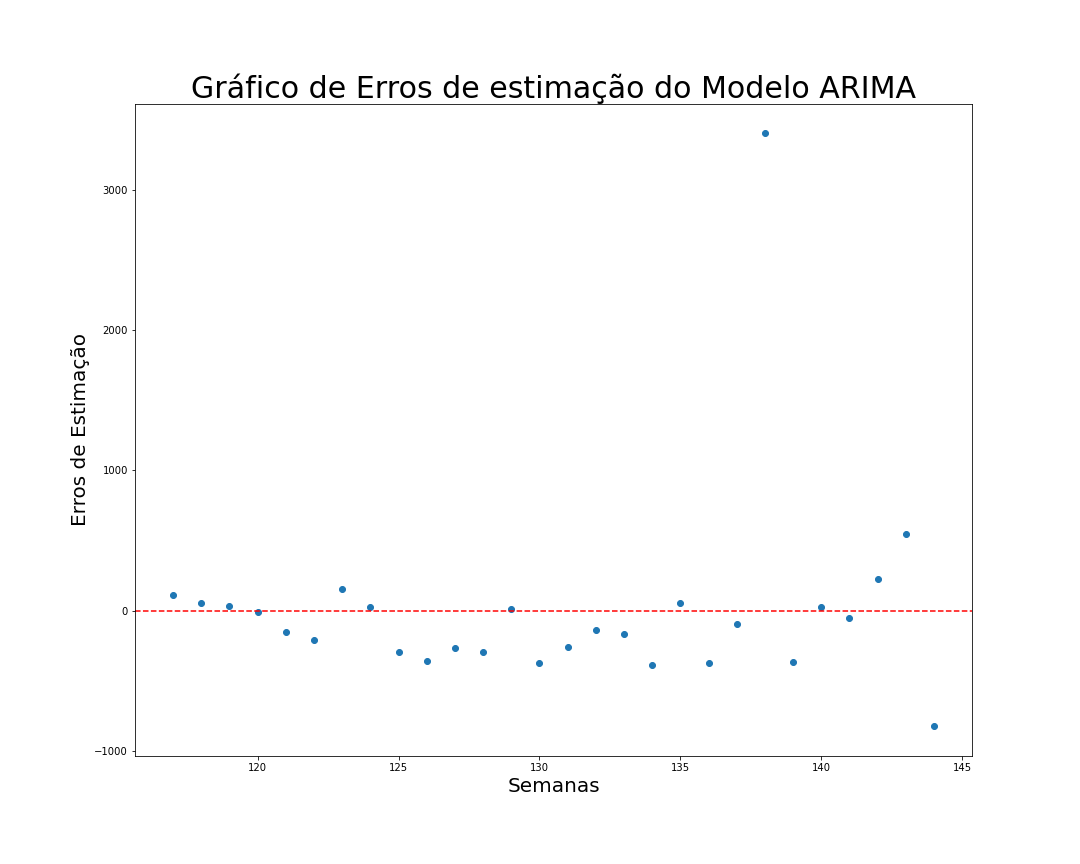 Gráfico de Erros de estimação do Modelo ARIMA
3000
2000
1000
0
−1000
Erros de Estimação
120 125 130 135 140 145
Semanas